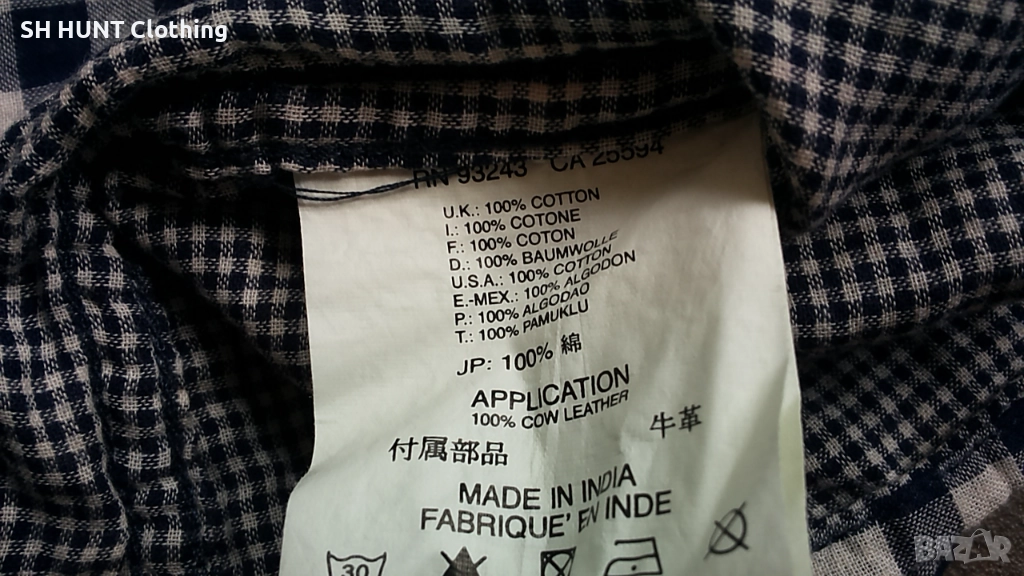 SH HUNT Clothing
RN 93243 CA 25594
U.K.: 100% COTTON
I.: 100% COTONE
F.: 100% COTON
D.: 100% BAUMWOLLE
U.S.A.: 100% COTTON
E.-MEX.: 100% ALGODON
P.: 100% ALGODAO
T.: 100% PAMUKLU
JP: 100% 綿
APPLICATION
100% COW LEATHER
付属部品 牛革
MADE IN INDIA
FABRIQUE' EN INDE
30
BAZAR